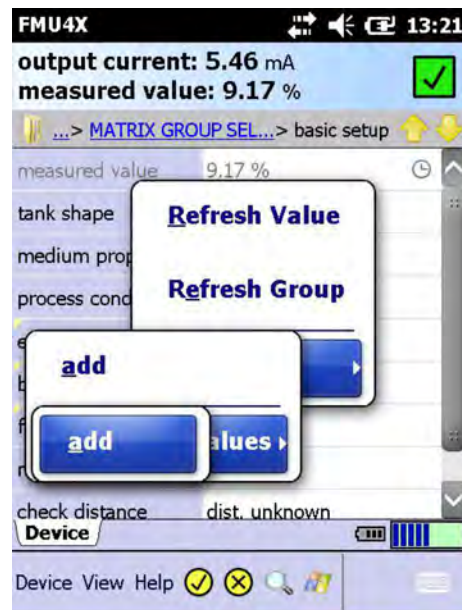 FMU4X 13:21
output current: 5.46 mA
measured value: 9.17 %
...> MATRIX GROUP SEL...> basic setup
measured value 9.17 %
tank shape
Refresh Value
medium prop
Refresh Group
process cond
add
add
alues
check distance dist. unknown
Device
Device View Help